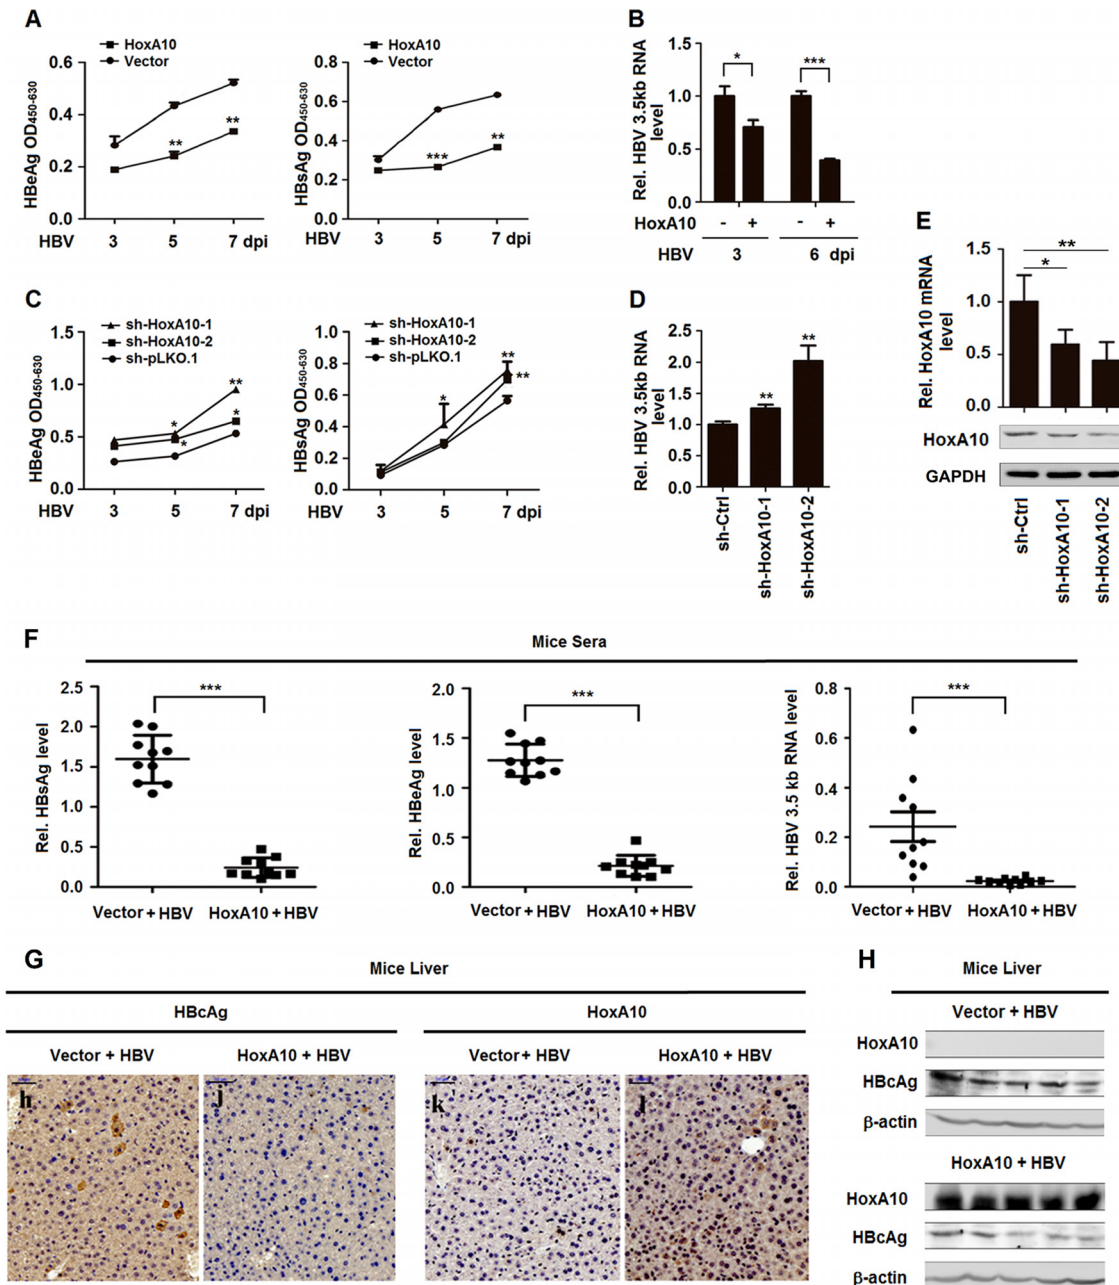 A
HoxA10
Vector
HBeAg OD450-630
0.6
0.4
0.2
0.0
HBV 3 5 7 dpi
** **
HoxA10
Vector
HBsAg OD450-630
0.8
0.6
0.4
0.2
0.0
HBV 3 5 7 dpi
*** **
B
Rel. HBV 3.5kb RNA
level
1.5
1.0
0.5
0.0
* ***
HoxA10 - + - +
HBV 3 6 dpi
C
sh-HoxA10-1
sh-HoxA10-2
sh-pLKO.1
HBeAg OD450-630
1.5
1.0
0.5
0.0
* * ** *
HBV 3 5 7 dpi
sh-HoxA10-1
sh-HoxA10-2
sh-pLKO.1
HBsAg OD450-630
1.0
0.8
0.6
0.4
0.2
0.0
* ** **
HBV 3 5 7 dpi
D
Rel. HBV 3.5kb RNA
level
2.5
2.0
1.5
1.0
0.5
0.0
** **
sh-Ctrl
sh-HoxA10-1
sh-HoxA10-2
E
Rel. HoxA10 mRNA
level
1.5
1.0
0.5
0.0
**
*
HoxA10
GAPDH
sh-Ctrl
sh-HoxA10-1
sh-HoxA10-2
F
Mice Sera
Rel. HBsAg level
2.5
2.0
1.5
1.0
0.5
0.0
***
Vector + HBV HoxA10 + HBV
Rel. HBeAg level
2.0
1.5
1.0
0.5
0.0
***
Vector + HBV HoxA10 + HBV
Rel. HBV 3.5 kb RNA level
0.8
0.6
0.4
0.2
0.0
***
Vector + HBV HoxA10 + HBV
G
Mice Liver
HBcAg HoxA10
Vector + HBV HoxA10 + HBV Vector + HBV HoxA10 + HBV
h j k l
H
Mice Liver
Vector + HBV
HoxA10
HBcAg
β-actin
HoxA10 + HBV
HoxA10
HBcAg
β-actin